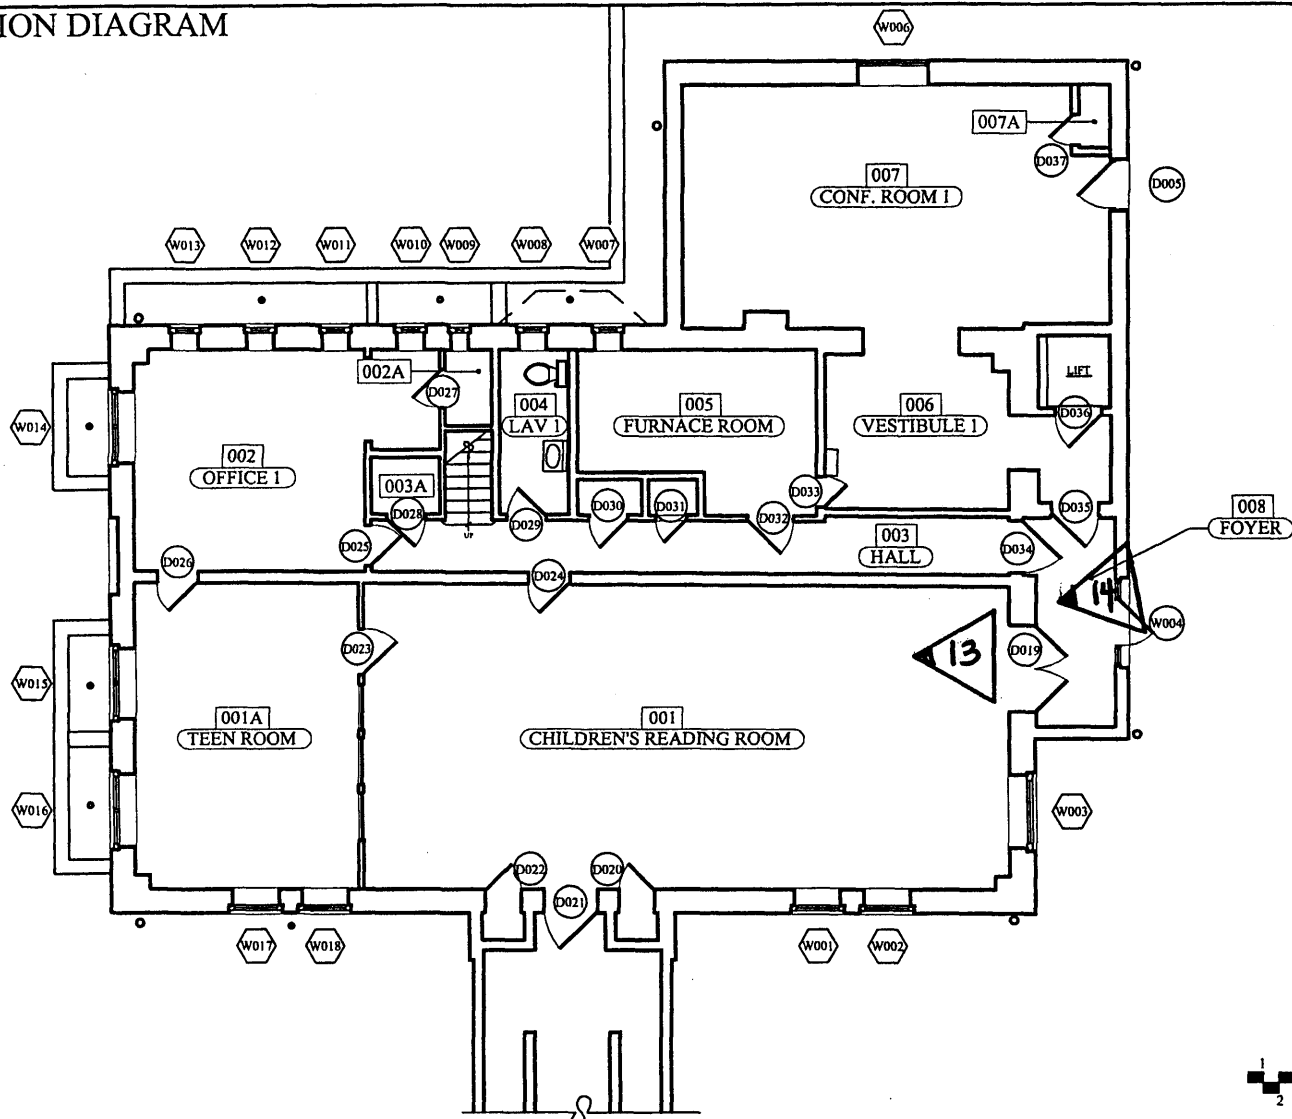 ION DIAGRAM
W006
007A
D037
007
CONF. ROOM 1
D005
W013
W012
W011
W010
W009
W008
W007
002A
D027
LIFT
D036
W014
004
LAV 1
005
FURNACE ROOM
006
VESTIBULE 1
002
OFFICE 1
003A
D028
D033
D030
D031
D029
D032
D035
008
FOYER
UP
D025
003
HALL
D034
D026
D024
14
W004
D023
13
D019
W015
001A
TEEN ROOM
001
CHILDREN'S READING ROOM
W016
W003
D022
D020
D021
W017
W018
W001
W002
1
2